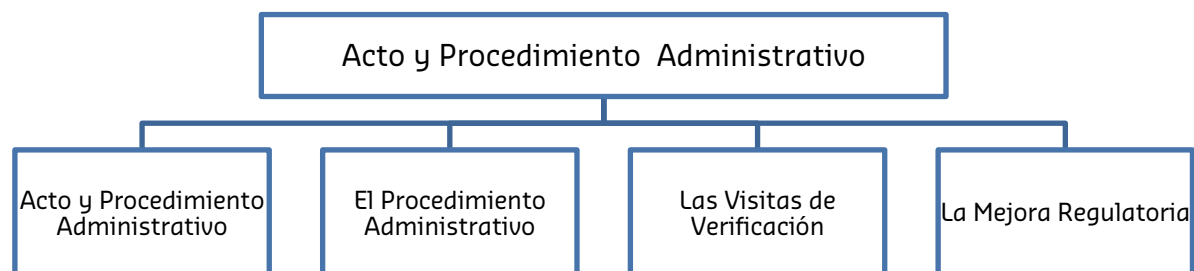 Acto y Procedimiento Administrativo
Acto y Procedimiento
Administrativo
El Procedimiento
Administrativo
Las Visitas de
Verificación
La Mejora Regulatoria